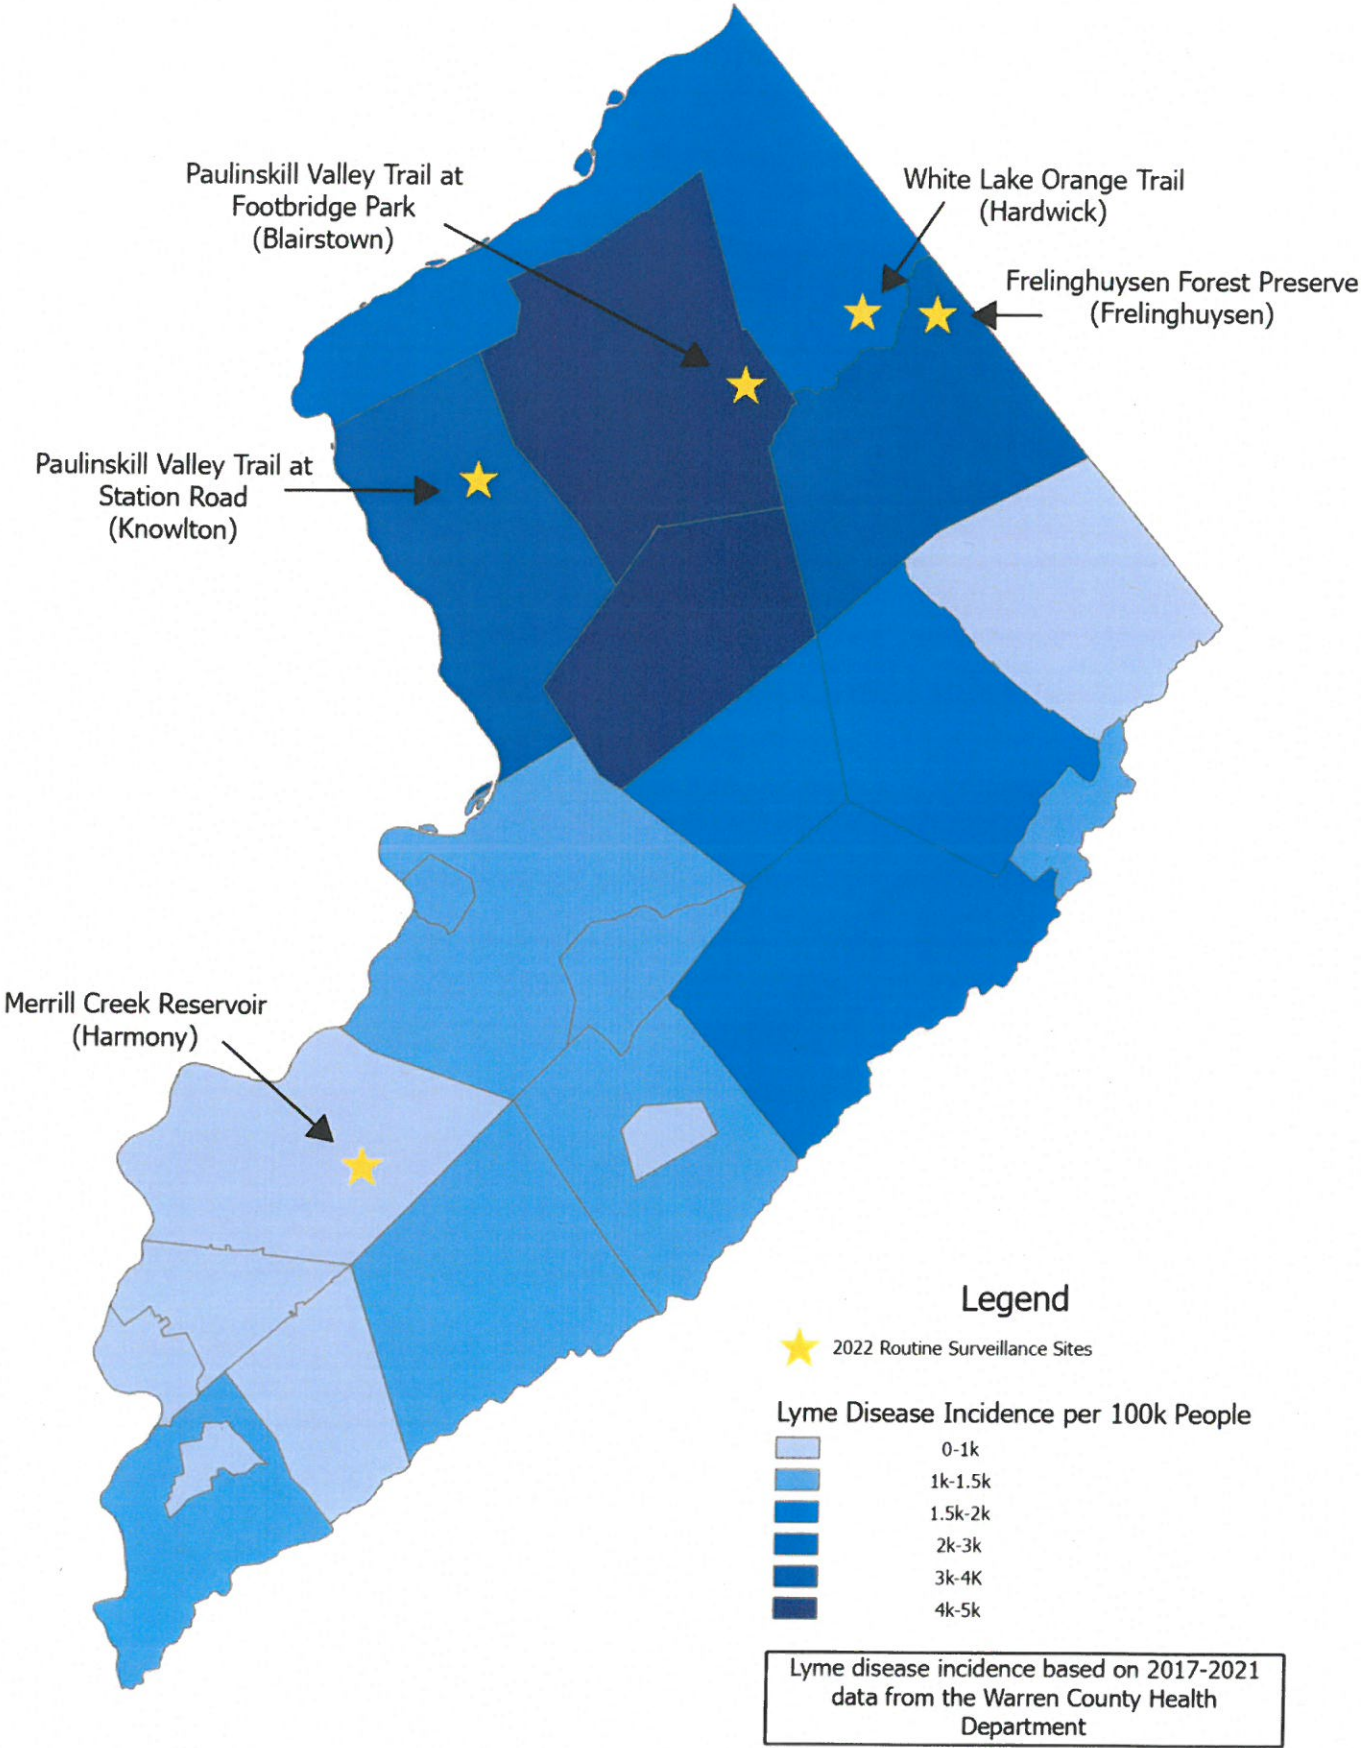 Paulinskill Valley Trail at
Footbridge Park
(Blairstown)
White Lake Orange Trail
(Hardwick)
Frelinghuysen Forest Preserve
(Frelinghuysen)
Paulinskill Valley Trail at
Station Road
(Knowlton)
Merrill Creek Reservoir
(Harmony)
Legend
2022 Routine Surveillance Sites
Lyme Disease Incidence per 100k People
0-1k
1k-1.5k
1.5k-2k
2k-3k
3k-4K
4k-5k
Lyme disease incidence based on 2017-2021
data from the Warren County Health
Department